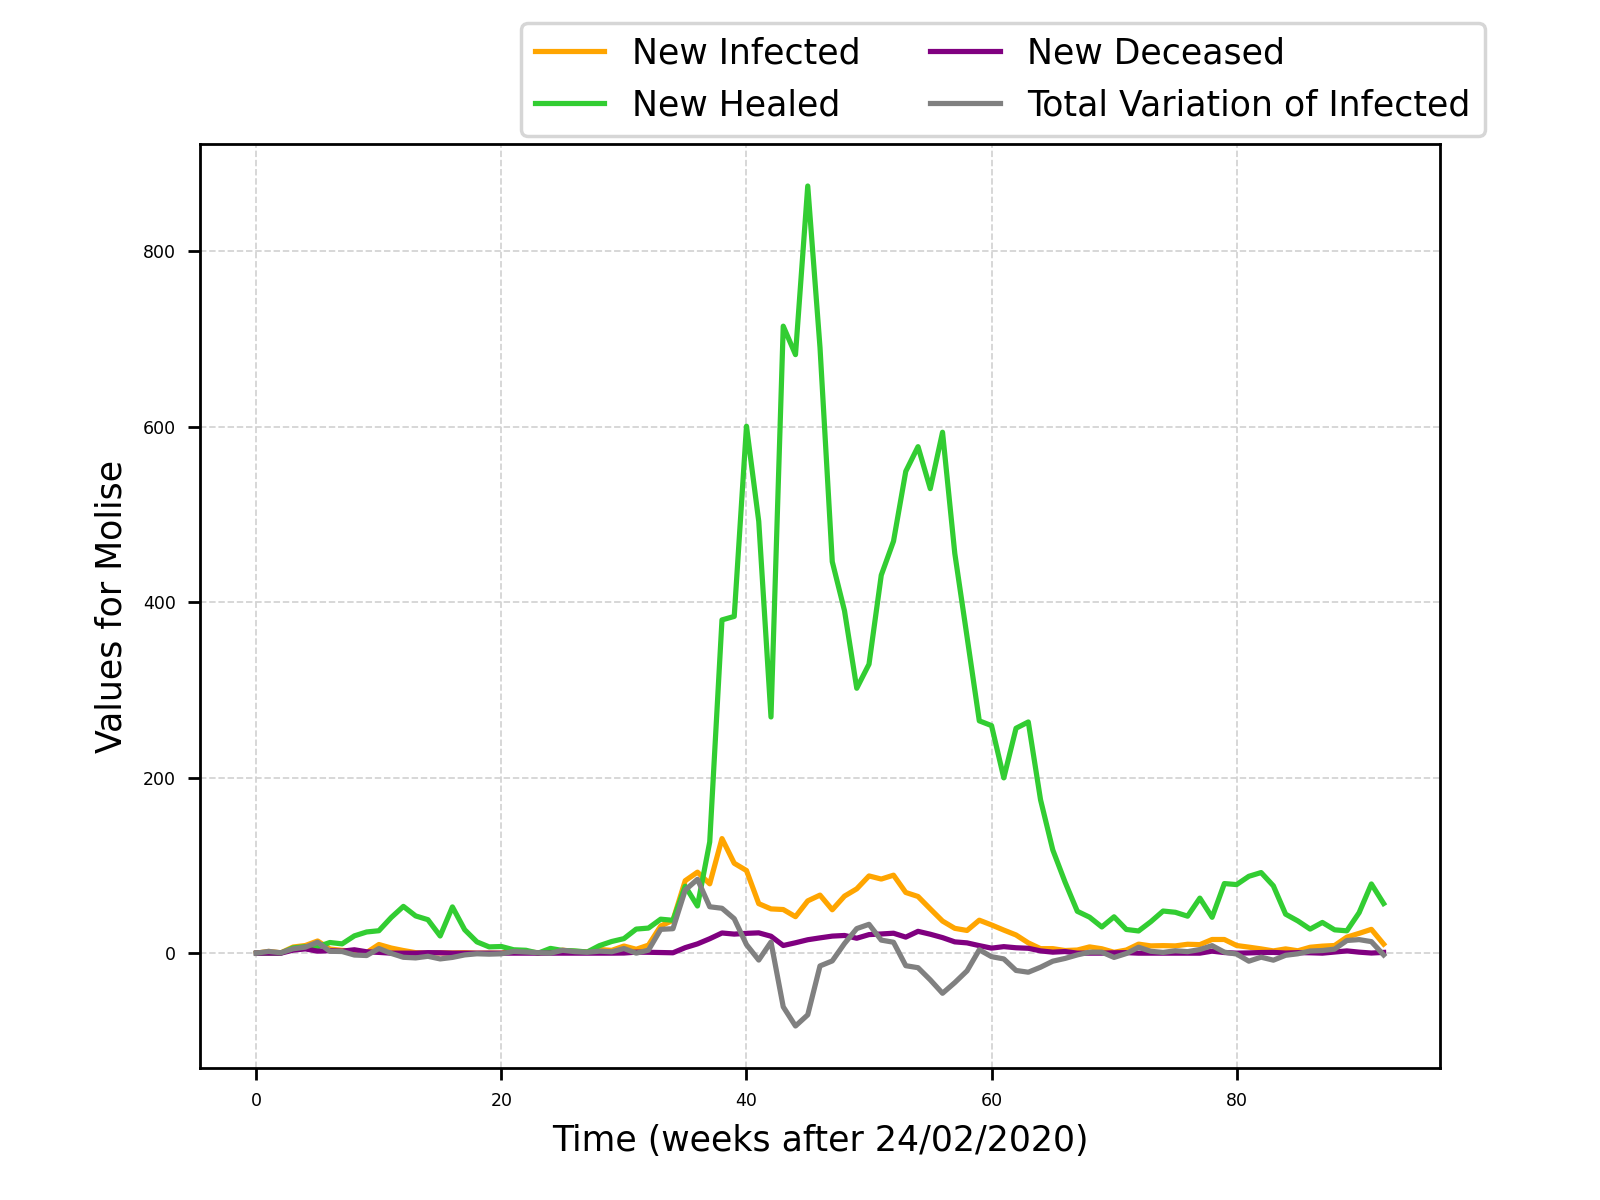 New Infected
New Healed
New Deceased
Total Variation of Infected
800
600
400
200
0
Values for Molise
0 20 40 60 80
Time (weeks after 24/02/2020)